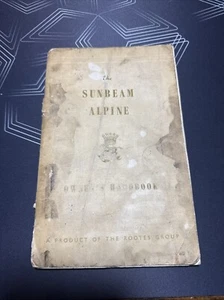 The
SUNBEAM
ALPINE
OWNER'S HANDBOOK
A PRODUCT OF THE ROOTES GROUP